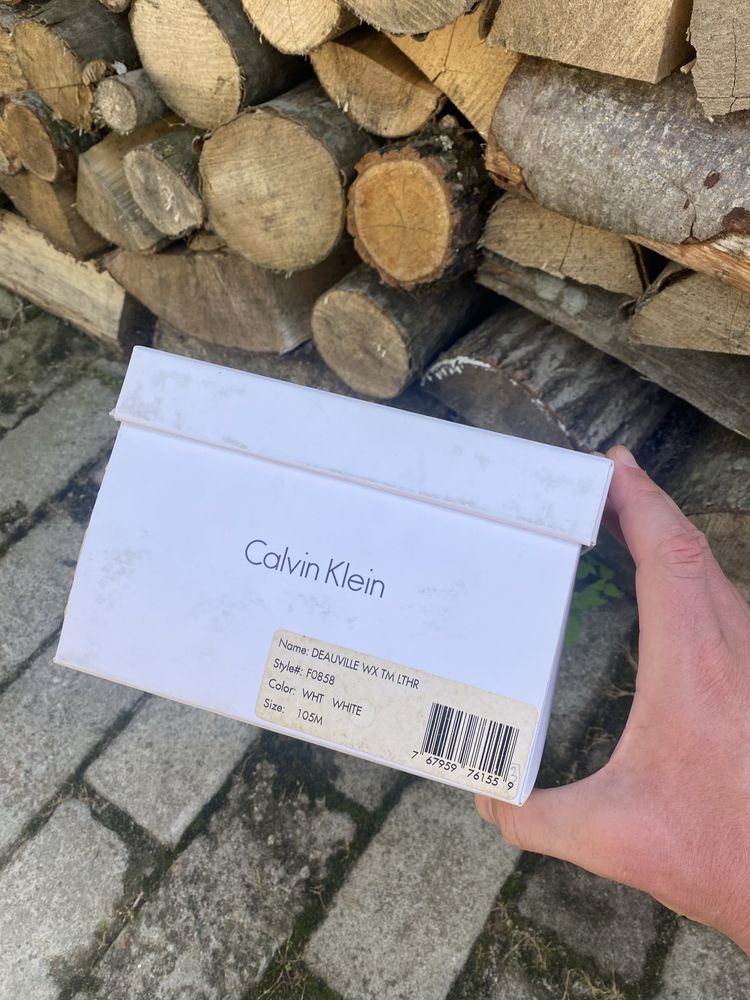 Calvin Klein
Name: DEAUVILLE WX TM LTHR
Style#: F0858
Color: WHT WHITE
Size: 105M
7 67959 76155 9